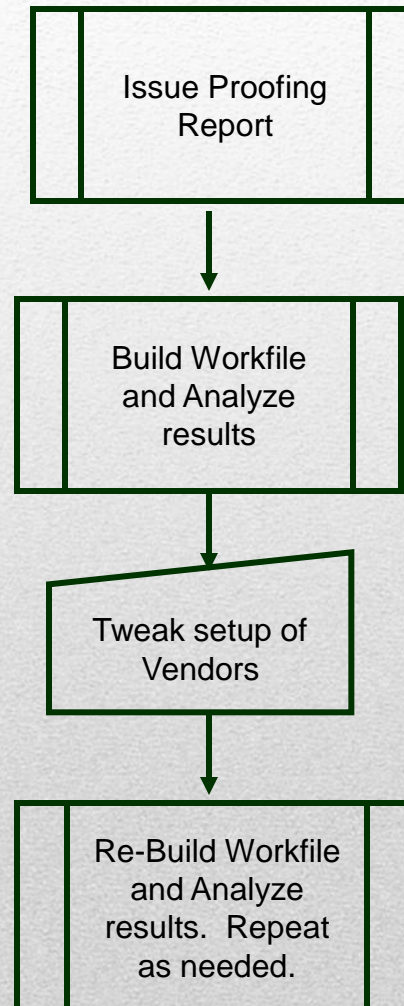 Issue Proofing
Report
Build Workfile
and Analyze
results
Tweak setup of
Vendors
Re-Build Workfile
and Analyze
results.  Repeat
as needed.